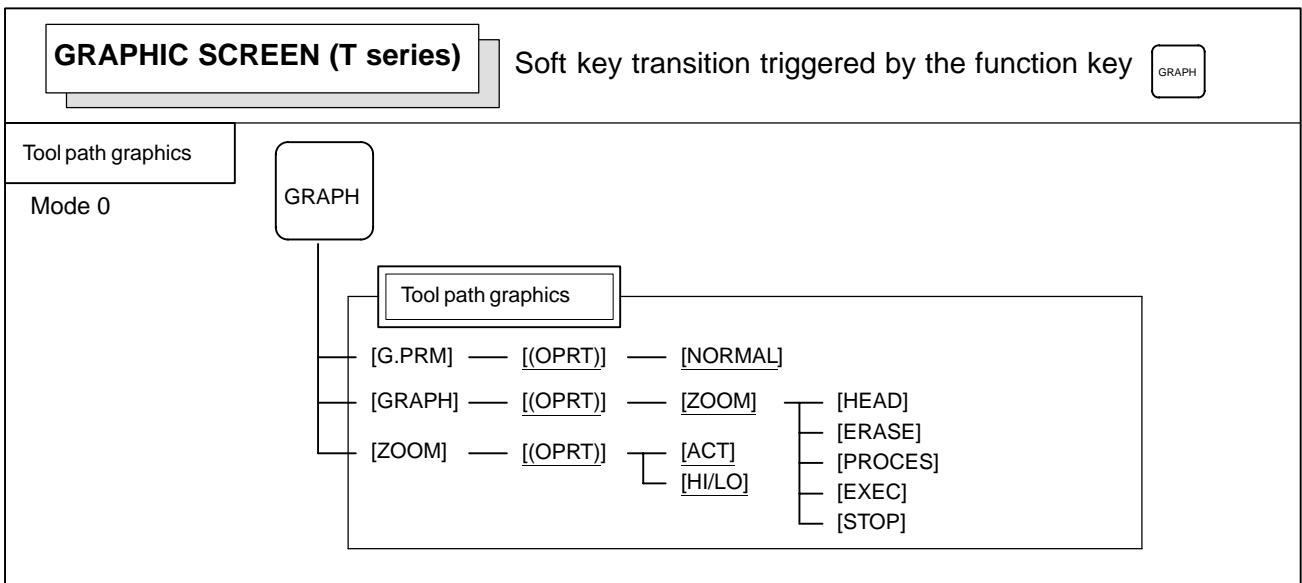 GRAPHIC SCREEN (T series)
Soft key transition triggered by the function key GRAPH
Tool path graphics
Mode 0
GRAPH
Tool path graphics
[G.PRM] [(OPRT)] [NORMAL]
[GRAPH] [(OPRT)] [ZOOM] [HEAD]
[ERASE]
[ZOOM] [(OPRT)] [ACT] [PROCES]
[HI/LO] [EXEC]
[STOP]